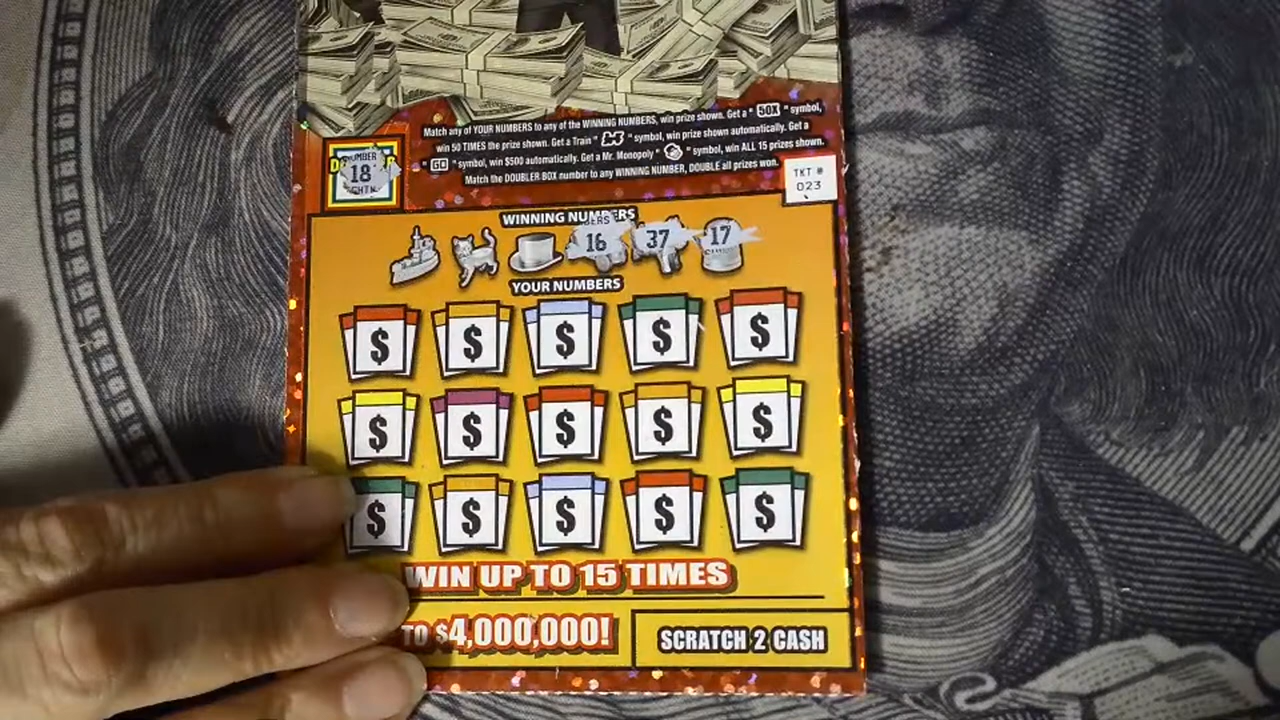 Match any of YOUR NUMBERS to any of the WINNING NUMBERS, win prize shown. Get a " 50X " symbol,
win 50 TIMES the prize shown. Get a Train " " symbol, win prize shown automatically. Get a
" GO " symbol, win $500 automatically. Get a Mr. Monopoly " " symbol, win ALL 15 prizes shown.
Match the DOUBLER BOX number to any WINNING NUMBER, DOUBLE all prizes won.
NUMBER
18
TKT #
023
WINNING NUMBERS
16 37 17
YOUR NUMBERS
$ $ $ $ $
$ $ $ $ $
$ $ $ $ $
WIN UP TO 15 TIMES
TO $4,000,000!
SCRATCH 2 CASH